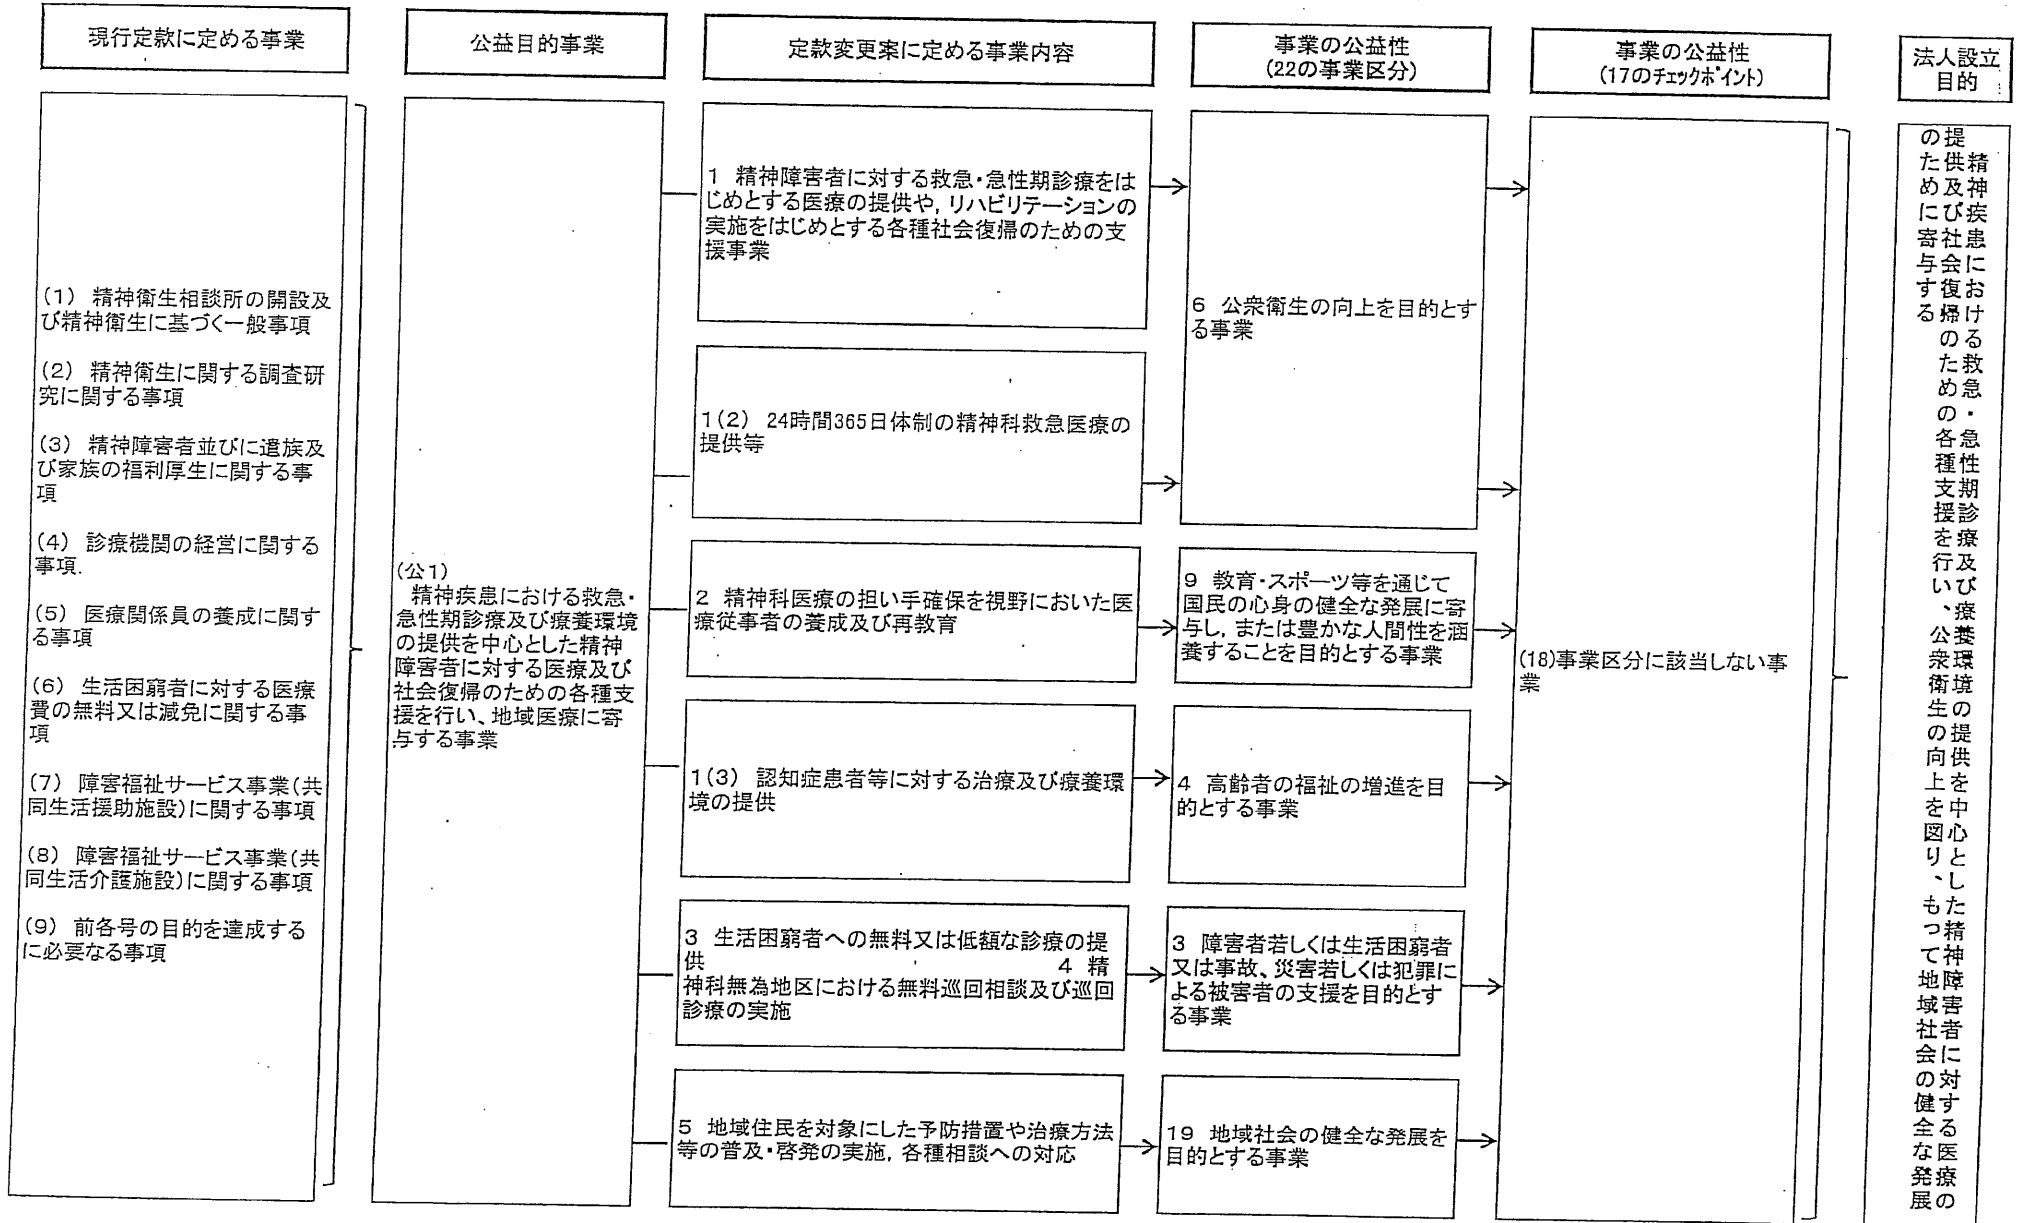 現行定款に定める事業
公益目的事業
定款変更案に定める事業内容
事業の公益性
(22の事業区分)
事業の公益性
(17のチェックポイント)
法人設立
目的
(1) 精神衛生相談所の開設及
び精神衛生に基づく一般事項
(2) 精神衛生に関する調査研
究に関する事項
(3) 精神障害者並びに遺族及
び家族の福利厚生に関する事
項
(4) 診療機関の経営に関する
事項.
(5) 医療関係員の養成に関す
る事項
(6) 生活困窮者に対する医療
費の無料又は減免に関する事
項
(7) 障害福祉サービス事業(共
同生活援助施設)に関する事項
(8) 障害福祉サービス事業(共
同生活介護施設)に関する事項
(9) 前各号の目的を達成する
に必要なる事項
(公1)
精神疾患における救急・
急性期診療及び療養環境
の提供を中心とした精神
障害者に対する医療及び
社会復帰のための各種支
援を行い、地域医療に寄
与する事業
1 精神障害者に対する救急・急性期診療をは
じめとする医療の提供や,リハビリテーションの
実施をはじめとする各種社会復帰のための支
援事業
1(2) 24時間365日体制の精神科救急医療の
提供等
2 精神科医療の担い手確保を視野においた医
療従事者の養成及び再教育
1(3) 認知症患者等に対する治療及び療養環
境の提供
3 生活困窮者への無料又は低額な診療の提
供 4 精
神科無為地区における無料巡回相談及び巡回
診療の実施
5 地域住民を対象にした予防措置や治療方法
等の普及・啓発の実施,各種相談への対応
6 公衆衛生の向上を目的とす
る事業
9 教育・スポーツ等を通じて
国民の心身の健全な発展に寄
与し,または豊かな人間性を涵
養することを目的とする事業
4 高齢者の福祉の増進を目
的とする事業
3 障害者若しくは生活困窮者
又は事故、災害若しくは犯罪に
よる被害者の支援を目的とす
る事業
19 地域社会の健全な発展を
目的とする事業
(18)事業区分に該当しない事
業
精神疾患における救急・急性期診療及び療養環境の提供を中心とした精神障害者に対する医療の
提供及び社会復帰のための各種支援を行い、公衆衛生の向上を図り、もって地域社会の健全な発展
のために寄与する